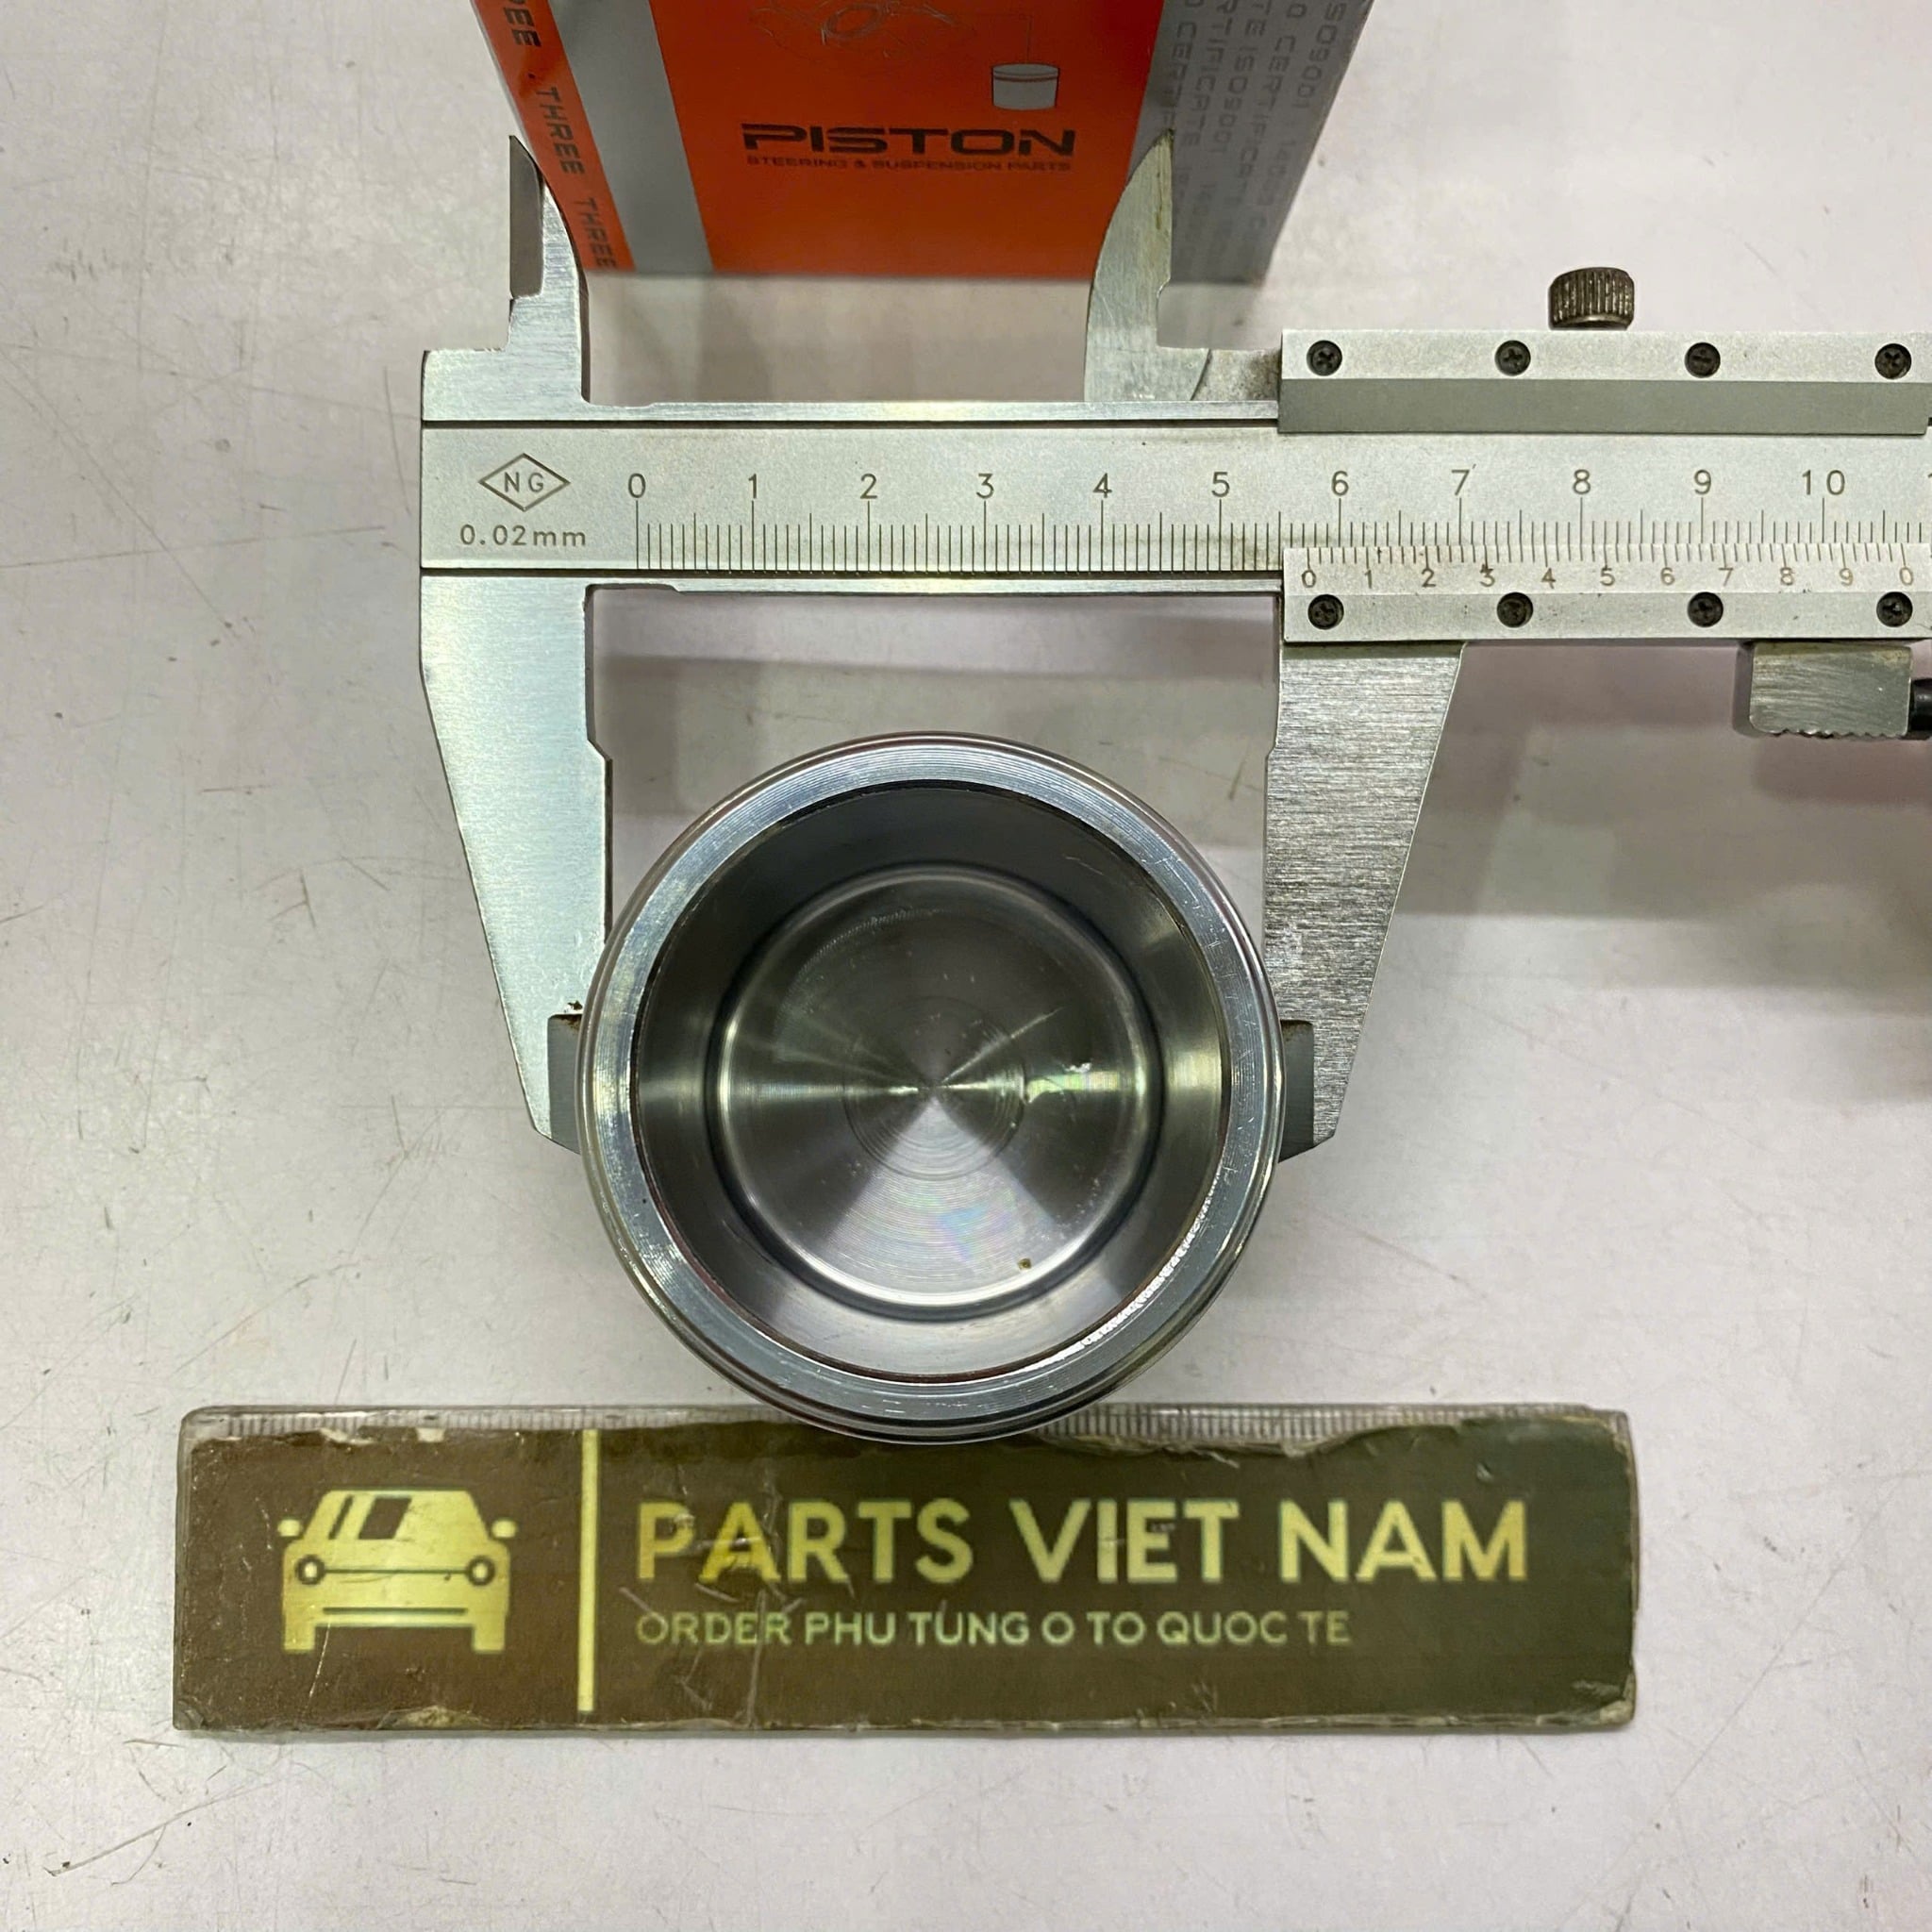 THREE THREE
PISTON
STEERING & SUSPENSION PARTS
NG
0.02mm
0 1 2 3 4 5 6 7 8 9 10
0 1 2 3 4 5 6 7 8 9 0
PARTS VIET NAM
ORDER PHU TUNG O TO QUOC TE